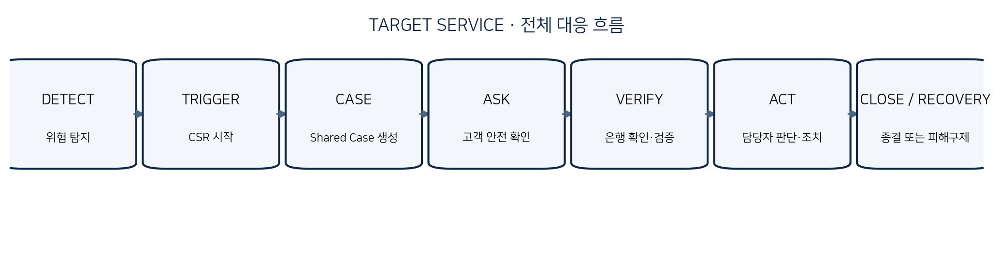 TARGET SERVICE · 전체 대응 흐름
DETECT
위험 탐지
TRIGGER
CSR 시작
CASE
Shared Case 생성
ASK
고객 안전 확인
VERIFY
은행 확인·검증
ACT
담당자 판단·조치
CLOSE / RECOVERY
종결 또는 피해구제